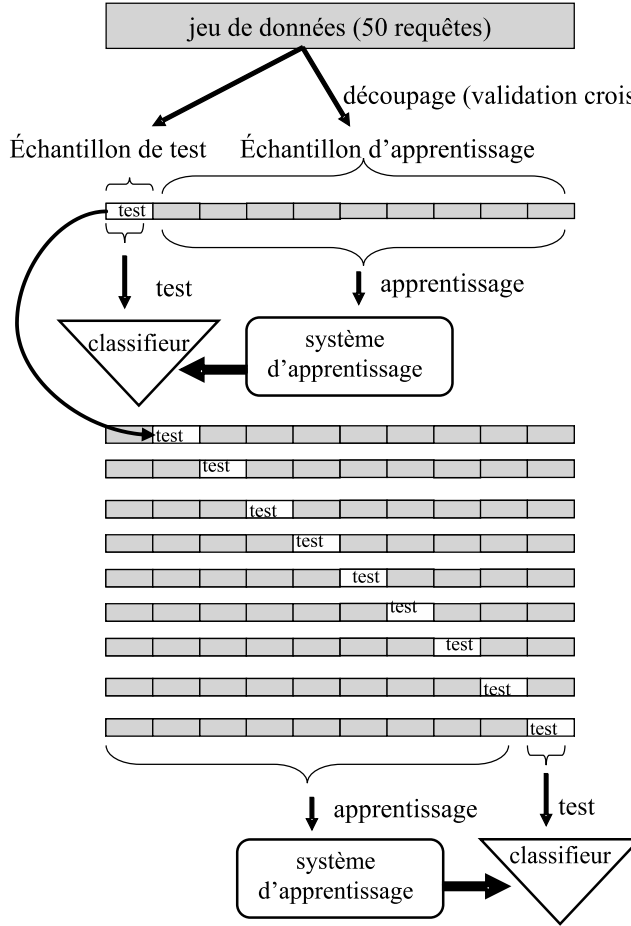 jeu de données (50 requêtes)
découpage (validation crois
Échantillon de test
Échantillon d'apprentissage
test
test
apprentissage
classifieur
système
d'apprentissage
test
test
test
test
test
test
test
test
test
apprentissage
test
système
d'apprentissage
classifieur